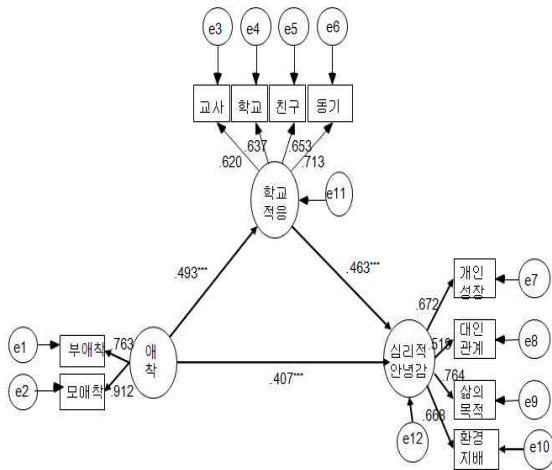 e3 e4 e5 e6
교사 학교 친구 동기
.620 .637 .653 .713
학교
적응
e11
.493***
.463***
e1
부애착
.763
e2
모애착
.912
애
착
.407***
심리적
안녕감
e12
.672
개인
성장
e7
.519
대인
관계
e8
.764
삶의
목적
e9
.668
환경
지배
e10